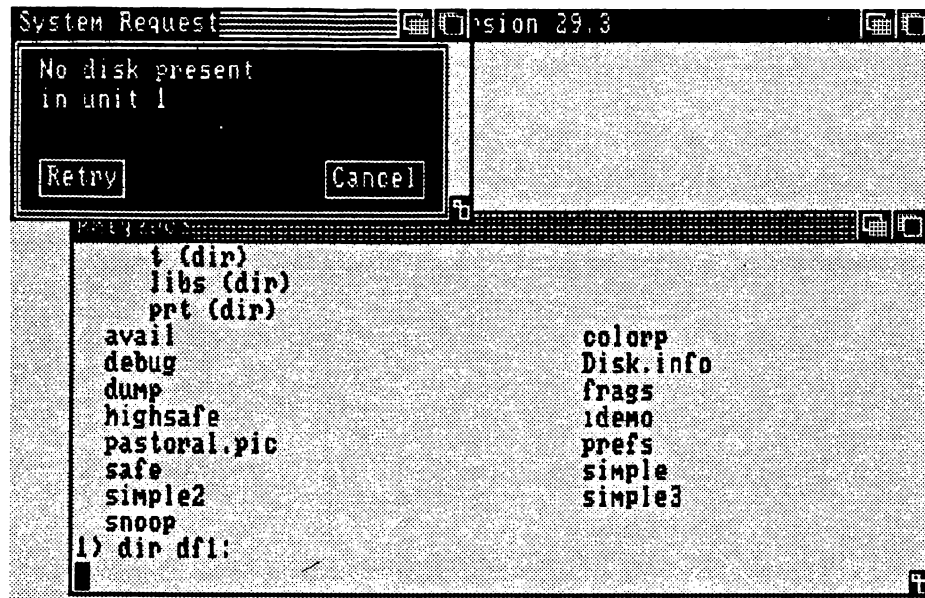 System Request
rsion 29.3
No disk present
in unit 1
Retry Cancel
t (dir)
libs (dir)
prt (dir)
avail colorp
debug Disk.info
dump frags
highsafe idemo
pastoral.pic prefs
safe simple
simple2 simple3
snoop
1) dir df1: